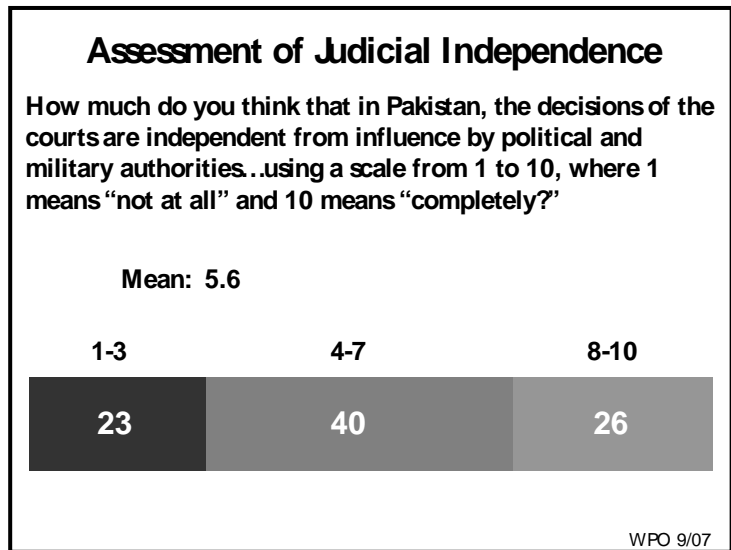 Assessment of Judicial Independence
How much do you think that in Pakistan, the decisions of the
courts are independent from influence by political and
military authorities…using a scale from 1 to 10, where 1
means “not at all” and 10 means “completely?”
Mean: 5.6
1-3 4-7 8-10
23 40 26
WPO 9/07